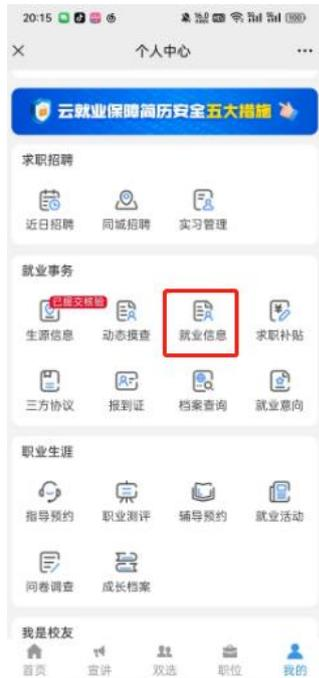 20:15
× 个人中心 ···
云就业保障简历安全五大措施
求职招聘
近日招聘 同城招聘 实习管理
就业事务
已提交核验
生源信息 动态摸查 就业信息 求职补贴
三方协议 报到证 档案查询 就业意向
职业生涯
指导预约 职业测评 辅导预约 就业活动
问卷调查 成长档案
我是校友
首页 宣讲 双选 职位 我的